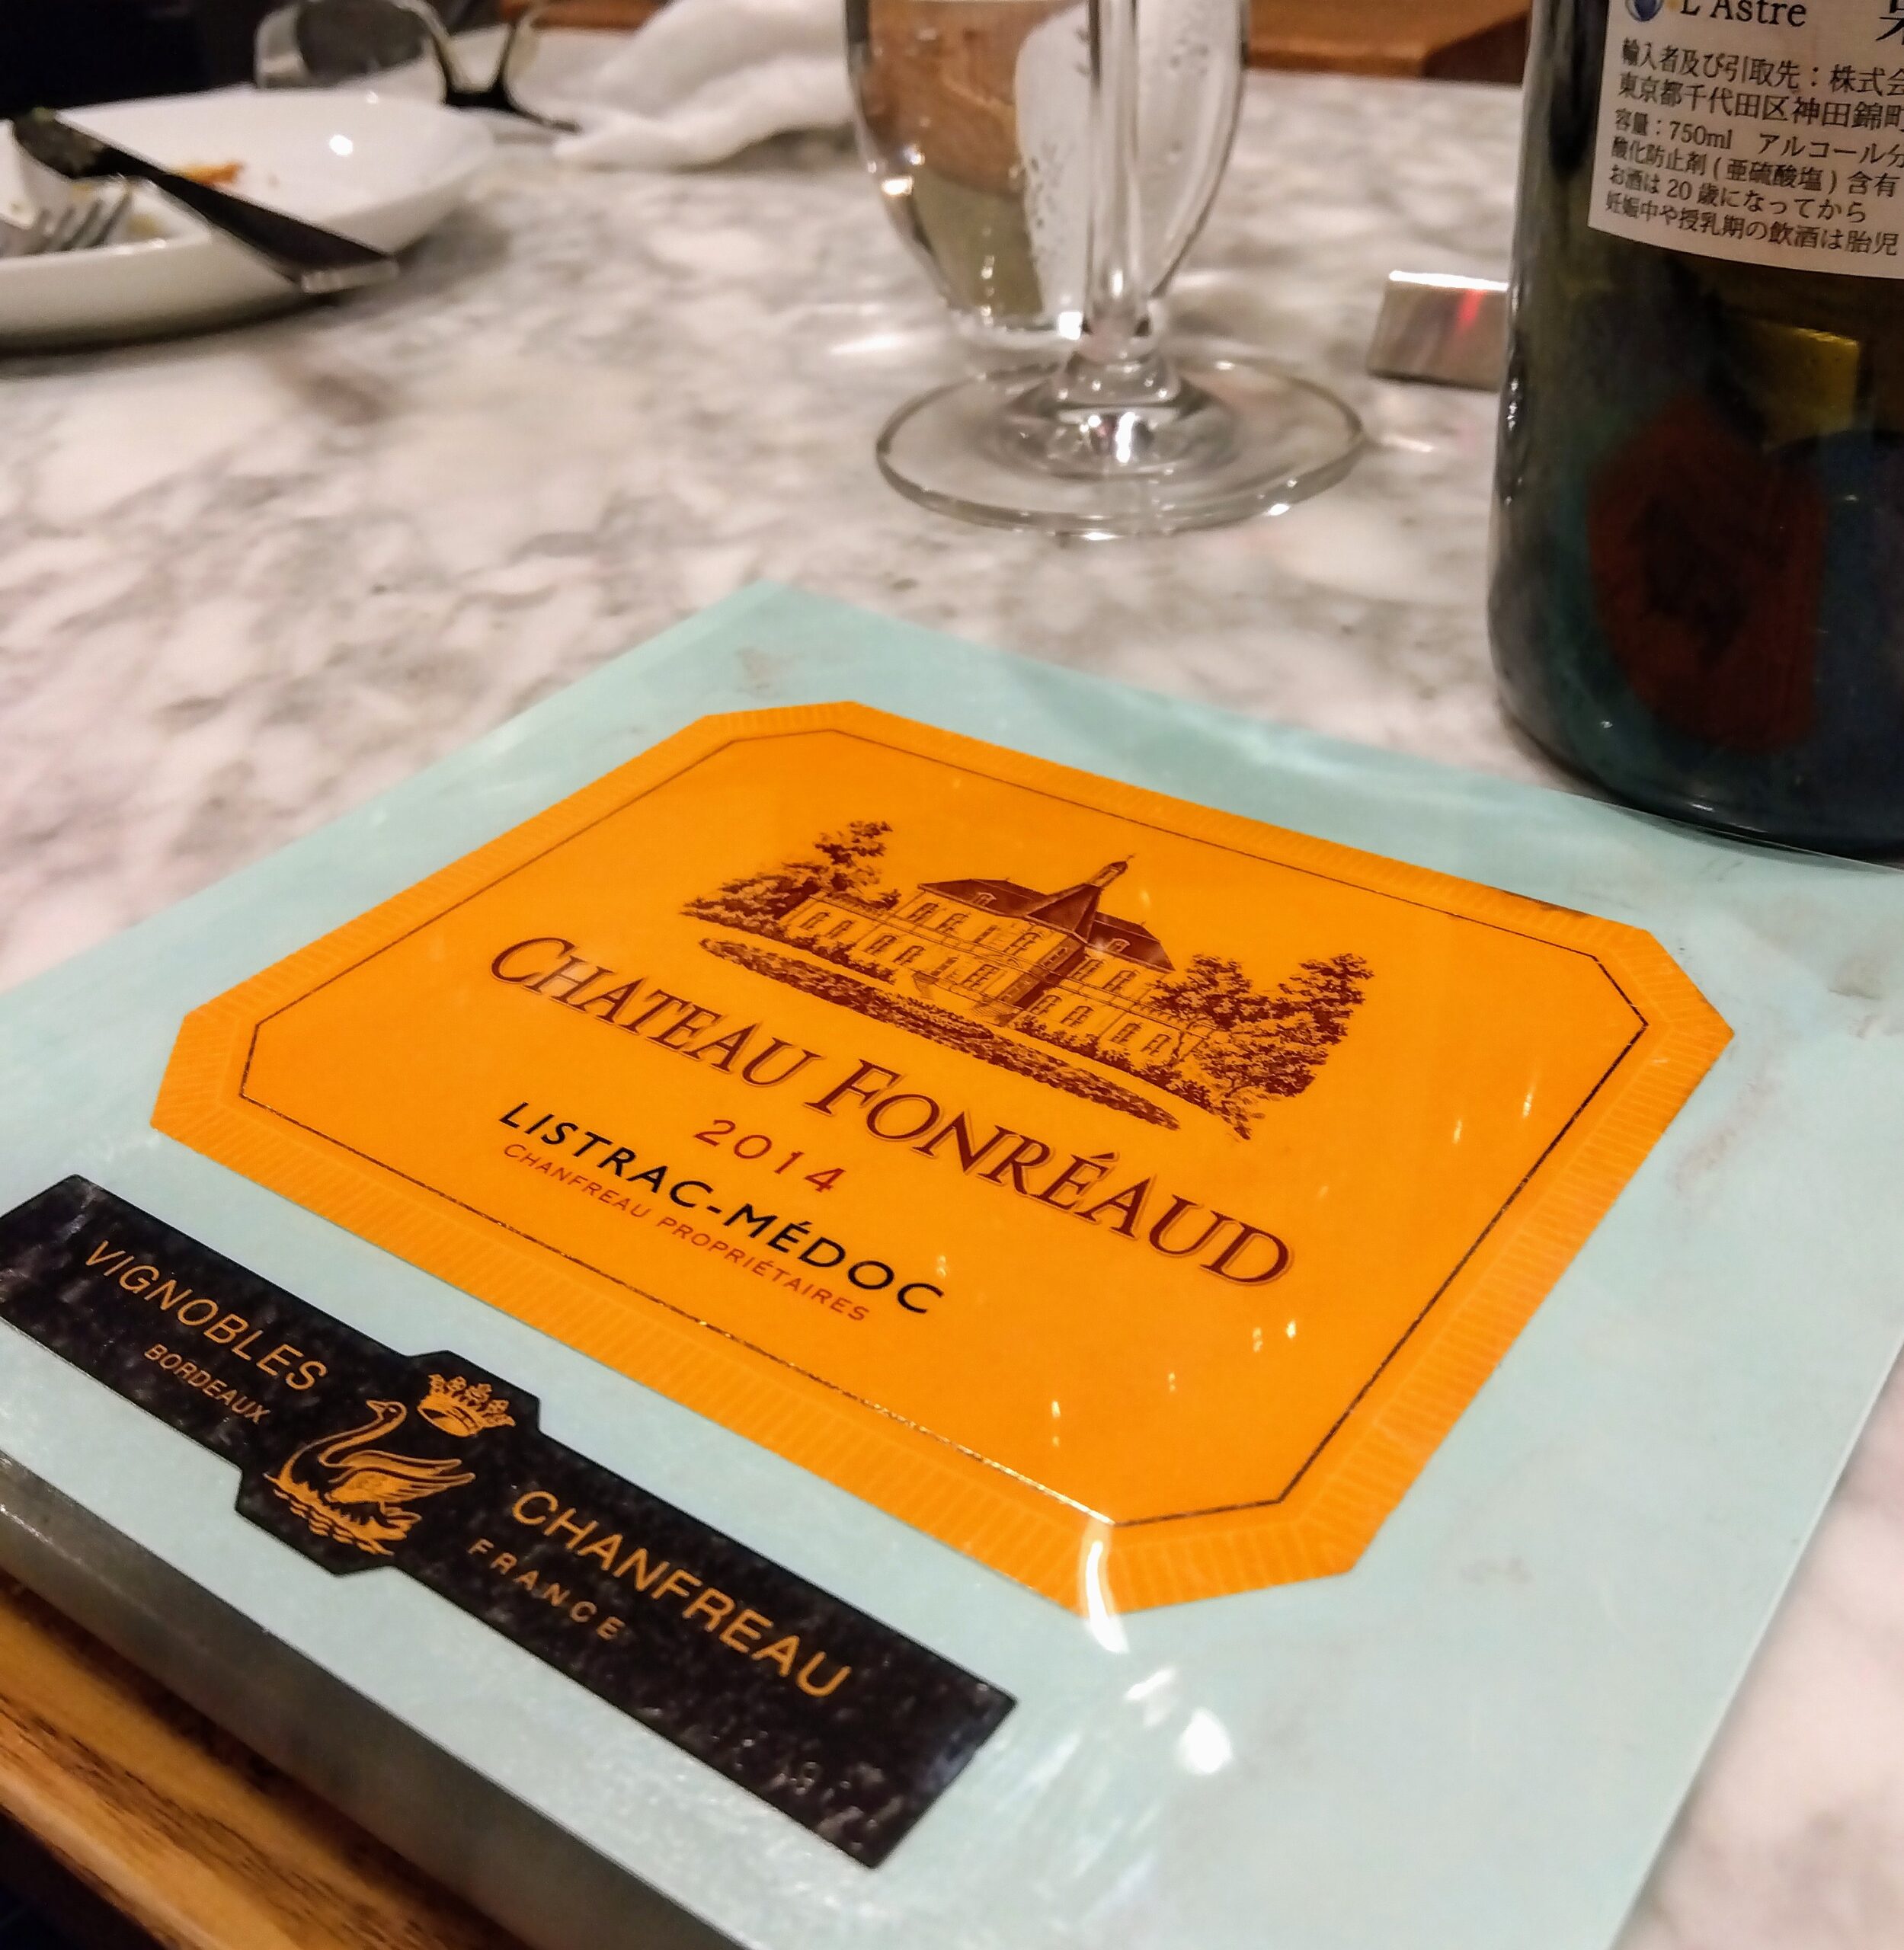 L'Astre
輸入者及び引取先：株式会
東京都千代田区神田錦町
容量：750ml アルコール分
酸化防止剤(亜硫酸塩)含有
お酒は20歳になってから
妊娠中や授乳期の飲酒は胎児
CHATEAU FONRÉAUD
2014
LISTRAC-MÉDOC
CHANFREAU PROPRIÉTAIRES
VIGNOBLES CHANFREAU
BORDEAUX FRANCE